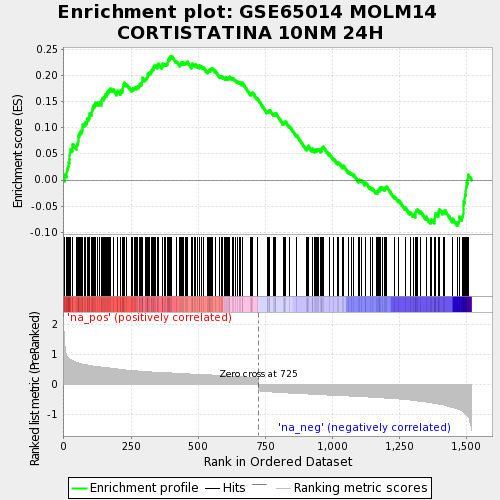 Enrichment plot: GSE65014 MOLM14
CORTISTATINA 10NM 24H
Enrichment score (ES)
0.25
0.20
0.15
0.10
0.05
0.00
-0.05
-0.10
Ranked list metric (PreRanked)
2
1
0
-1
'na_pos' (positively correlated)
Zero cross at 725
'na_neg' (negatively correlated)
0
250
500
750
1,000
1,250
1,500
Rank in Ordered Dataset
Enrichment profile
Hits
Ranking metric scores